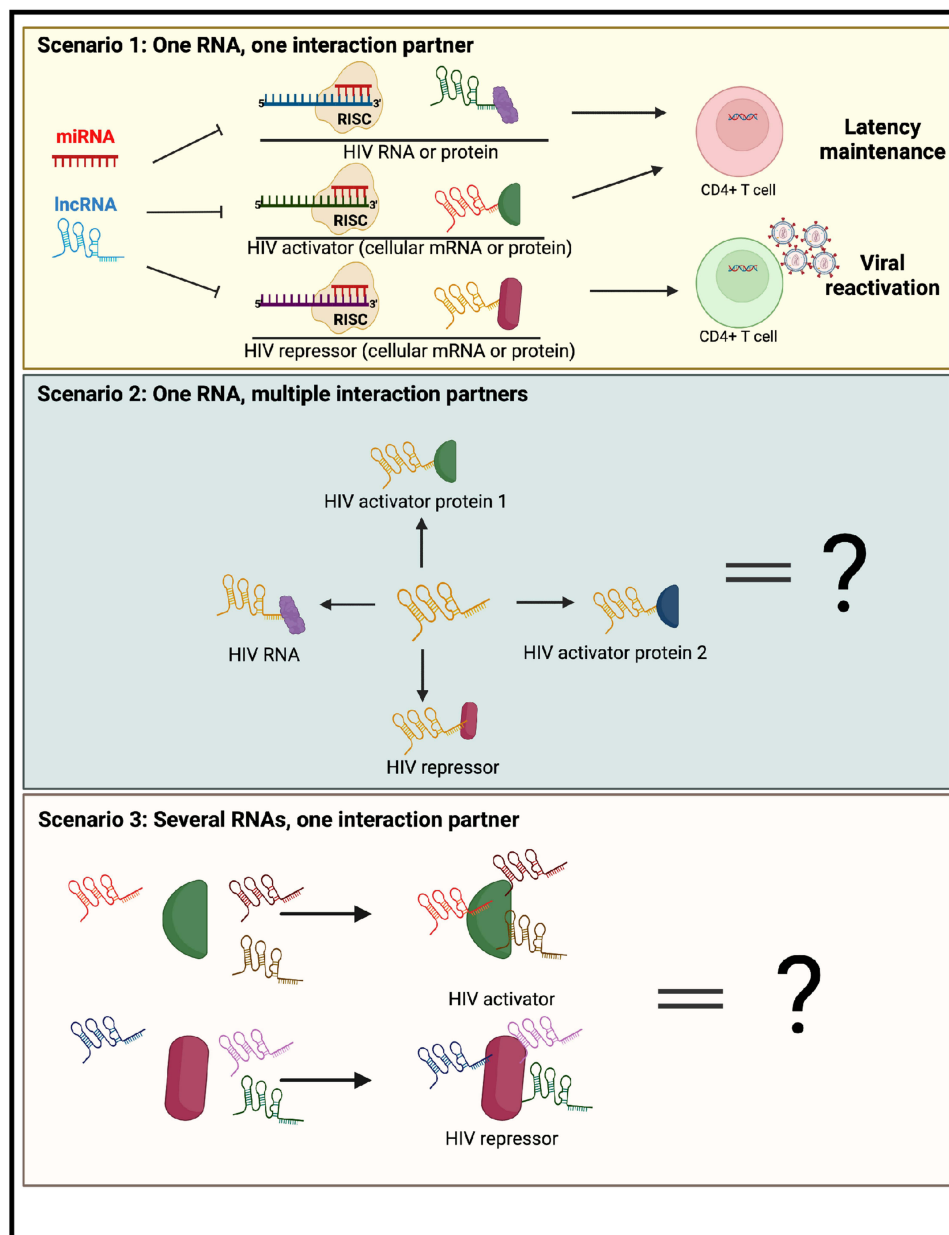 Scenario 1: One RNA, one interaction partner
miRNA
lncRNA
5'
3'
RISC
HIV RNA or protein
5'
3'
RISC
HIV activator (cellular mRNA or protein)
5'
3'
RISC
HIV repressor (cellular mRNA or protein)
CD4+ T cell
Latency
maintenance
CD4+ T cell
Viral
reactivation
Scenario 2: One RNA, multiple interaction partners
HIV activator protein 1
HIV RNA
HIV activator protein 2
HIV repressor
= ?
Scenario 3: Several RNAs, one interaction partner
HIV activator
HIV repressor
= ?